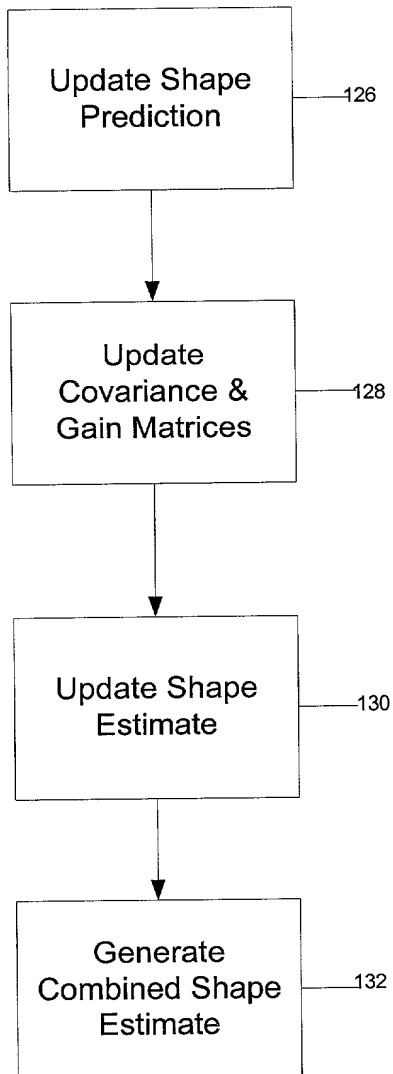 Update Shape
Prediction
126
Update
Covariance &
Gain Matrices
128
Update Shape
Estimate
130
Generate
Combined Shape
Estimate
132